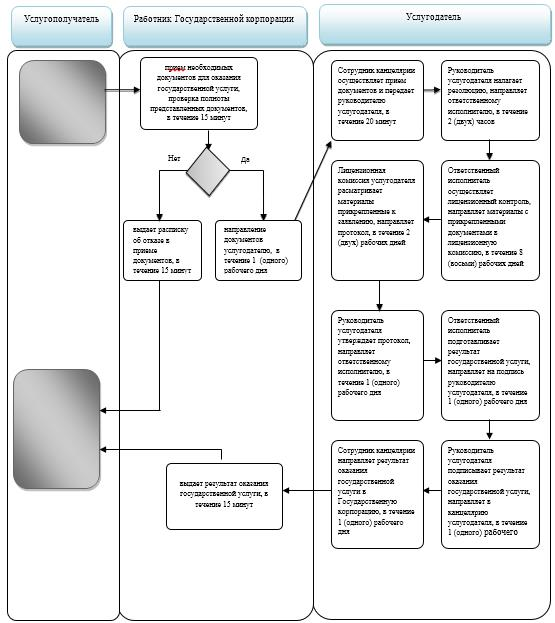 Услугополучатель
Работник Государственной корпорации
Услугодатель
прием необходимых
документов для оказания
государственной услуги,
проверка полноты
представленных документов,
в течение 15 минут
Нет
Да
выдает расписку
об отказе в
приеме
документов, в
течение 15 минут
направление
документов
услугодателю, в
течение 1 (одного)
рабочего дня
Сотрудник канцелярии
осуществляет прием
документов и передает
руководителю
услугодателя, в
течение 20 минут
Руководитель
услугодателя налагает
резолюцию, направляет
ответственному
исполнителю, в течение
2 (двух) часов
Ответственный
исполнитель
осуществляет
лицензионный контроль,
направляет материалы с
прикрепленными
документами в
лицензионную
комиссию, в течение 8
(восьми) рабочих дней
Лицензионная
комиссия услугодателя
расматривает
материалы
прикрепленные к
заявлению, направляет
протокол, в течение 2
(двух) рабочих дней
Руководитель
услугодателя
утверждает протокол,
направляет
ответственному
исполнителю, в
течение 1 (одного)
рабочего дня
Ответственный
исполнитель
подготавливает
результат
государственной услуги,
направляет на подпись
руководителю
услугодателя, в течение
1 (одного) рабочего дня
Руководитель
услугодателя
подписывает результат
оказания
государственной услуги,
направляет в
канцелярию
услугодателя, в течение
1 (одного) рабочего
Сотрудник канцелярии
направляет результат
оказания
государственной
услуги в
Государственную
корпорацию, в течение
1 (одного) рабочего
дня
выдает результат оказания
государственной услуги, в
течение 15 минут